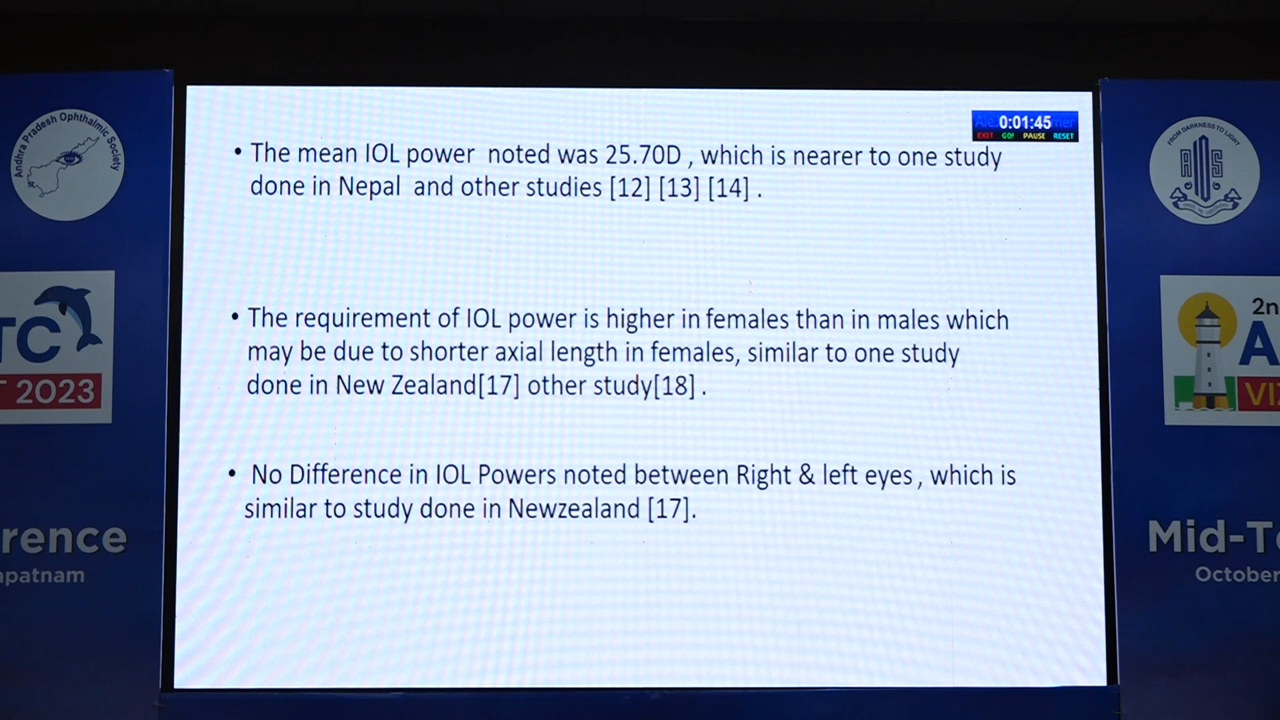 Andhra Pradesh Ophthalmic Society
TC
T 2023
rence
apatnam
0:01:45
EXIT GO! PAUSE RESET
• The mean IOL power noted was 25.70D , which is nearer to one study
done in Nepal and other studies [12] [13] [14] .
• The requirement of IOL power is higher in females than in males which
may be due to shorter axial length in females, similar to one study
done in New Zealand[17] other study[18] .
• No Difference in IOL Powers noted between Right & left eyes , which is
similar to study done in Newzealand [17].
FROM DARKNESS TO LIGHT
2n
A
VIZ
Mid-Te
October